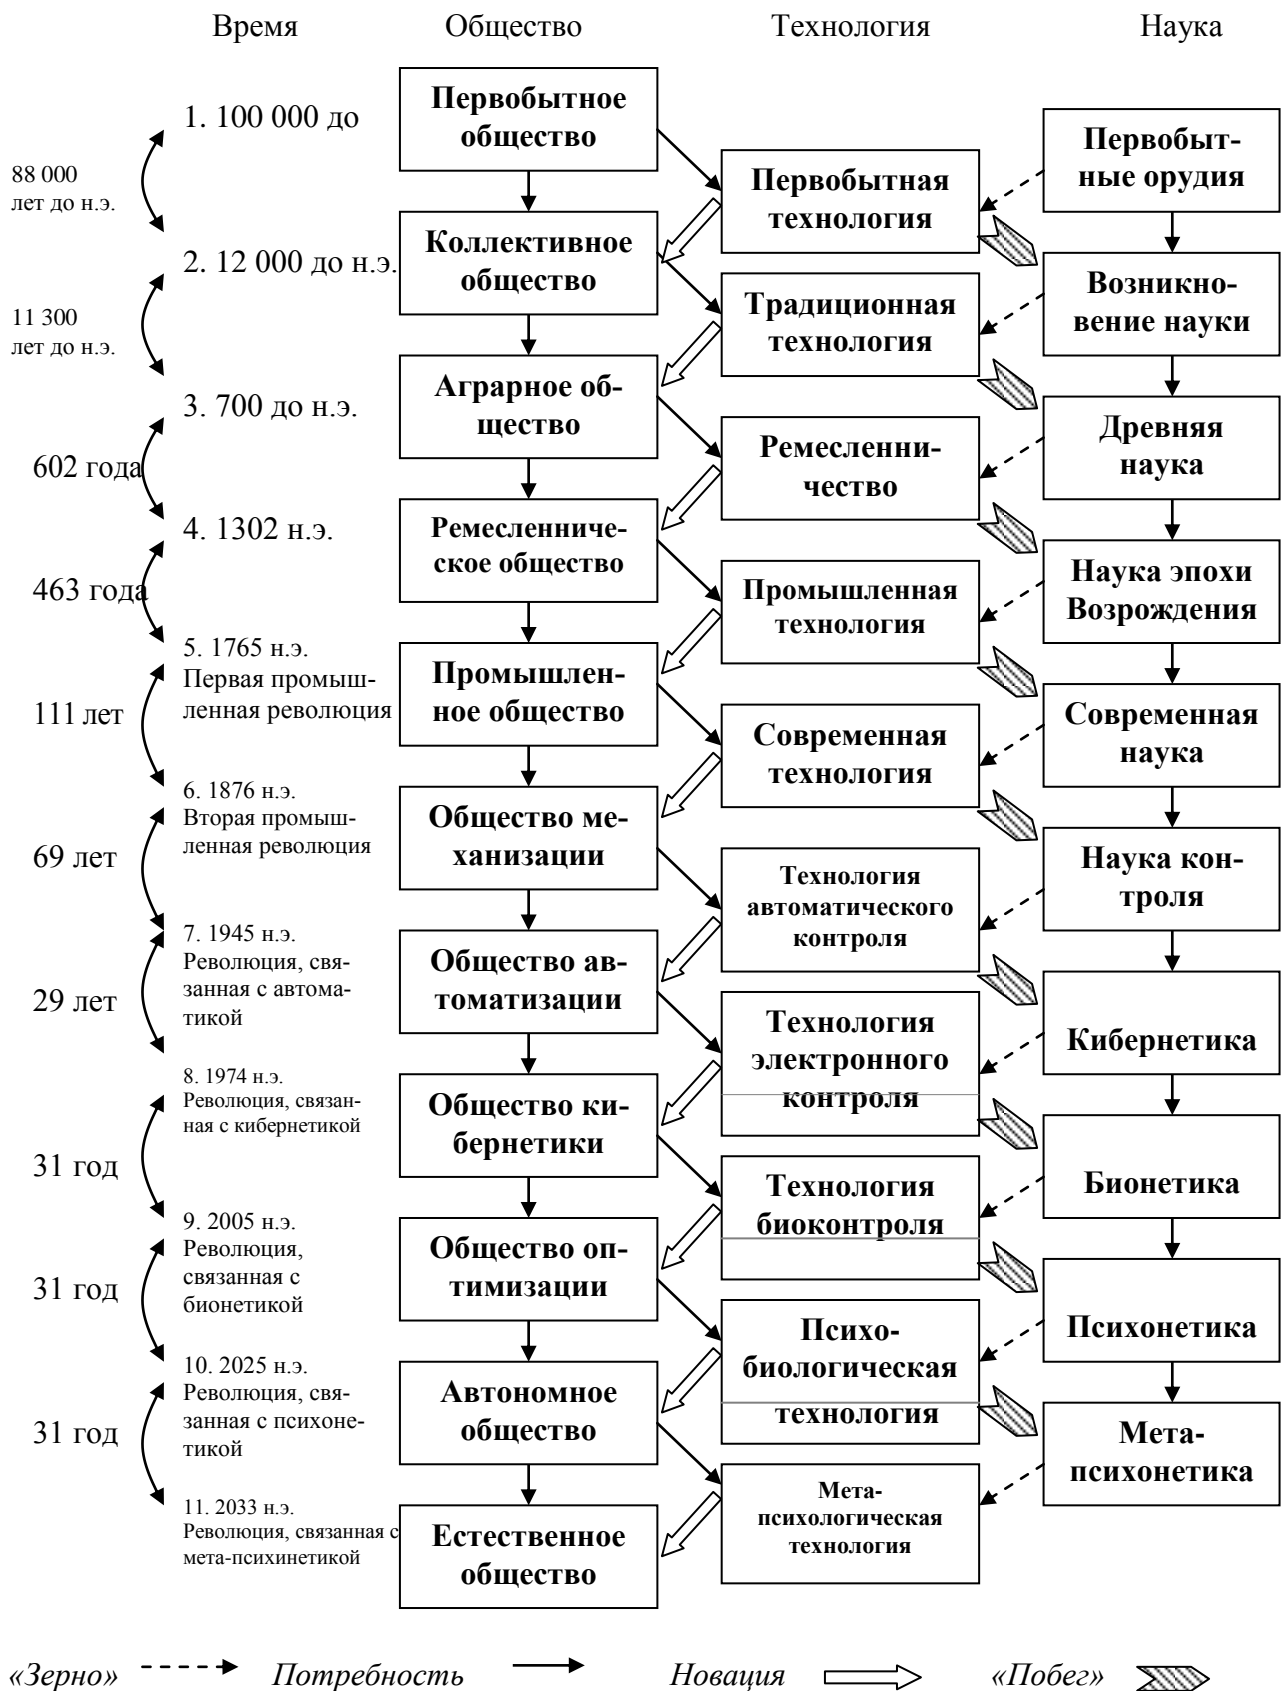 Время Общество Технология Наука
1. 100 000 до
88 000
лет до н.э.
2. 12 000 до н.э.
11 300
лет до н.э.
3. 700 до н.э.
602 года
4. 1302 н.э.
463 года
5. 1765 н.э.
Первая промыш-
ленная революция
111 лет
6. 1876 н.э.
Вторая промыш-
ленная революция
69 лет
7. 1945 н.э.
Революция, свя-
занная с автома-
тикой
29 лет
8. 1974 н.э.
Революция, связан-
ная с кибернетикой
31 год
9. 2005 н.э.
Революция,
связанная с
бионетикой
31 год
10. 2025 н.э.
Революция, свя-
занная с психоне-
тикой
31 год
11. 2033 н.э.
Революция, связанная с
мета-психинетикой
Первобытное
общество
Коллективное
общество
Аграрное об-
щество
Ремесленниче-
ское общество
Промышлен-
ное общество
Общество ме-
ханизации
Общество ав-
томатизации
Общество ки-
бернетики
Общество оп-
тимизации
Автономное
общество
Естественное
общество
Первобытная
технология
Традиционная
технология
Ремесленни-
чество
Промышленная
технология
Современная
технология
Технология
автоматического
контроля
Технология
электронного
контроля
Технология
биоконтроля
Психо-
биологическая
технология
Мета-
психологическая
технология
Первобыт-
ные орудия
Возникно-
вение науки
Древняя
наука
Наука эпохи
Возрождения
Современная
наука
Наука кон-
троля
Кибернетика
Бионетика
Психонетика
Мета-
психонетика
«Зерно» Потребность Новация «Побег»